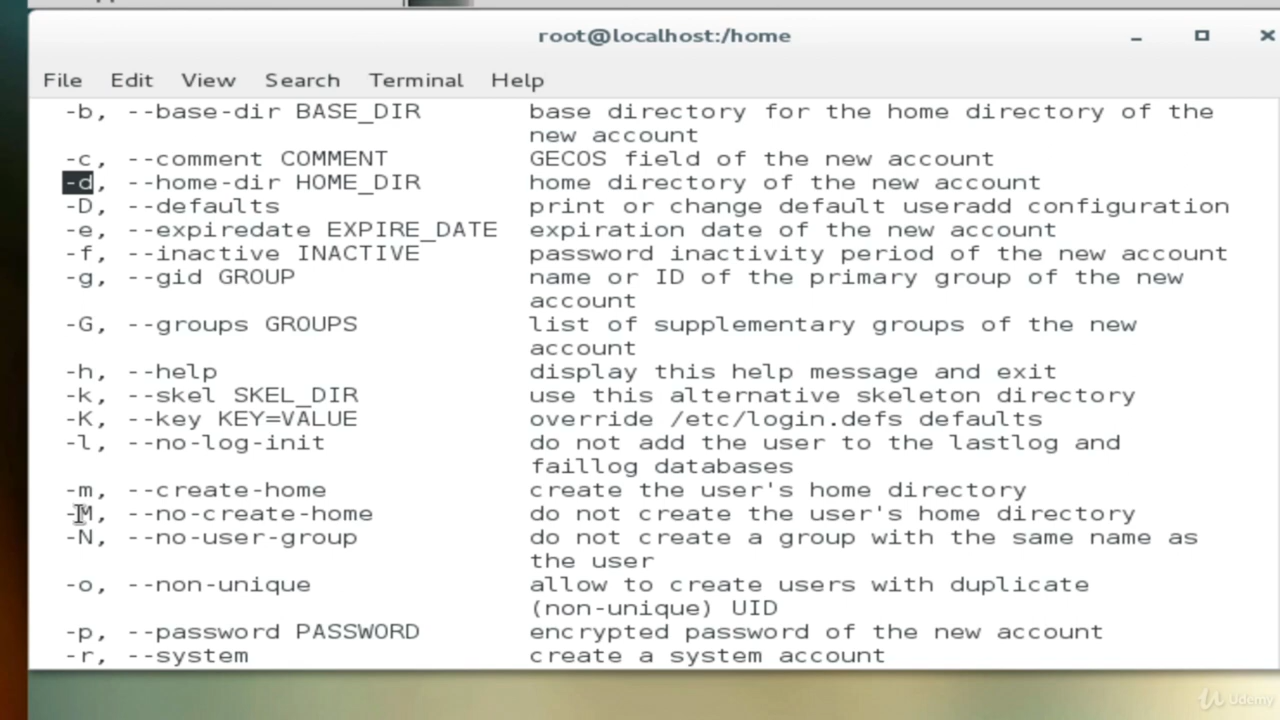 root@localhost:/home
File Edit View Search Terminal Help
-b, --base-dir BASE_DIR base directory for the home directory of the
new account
-c, --comment COMMENT GECOS field of the new account
-d, --home-dir HOME_DIR home directory of the new account
-D, --defaults print or change default useradd configuration
-e, --expiredate EXPIRE_DATE expiration date of the new account
-f, --inactive INACTIVE password inactivity period of the new account
-g, --gid GROUP name or ID of the primary group of the new
account
-G, --groups GROUPS list of supplementary groups of the new
account
-h, --help display this help message and exit
-k, --skel SKEL_DIR use this alternative skeleton directory
-K, --key KEY=VALUE override /etc/login.defs defaults
-l, --no-log-init do not add the user to the lastlog and
faillog databases
-m, --create-home create the user's home directory
-M, --no-create-home do not create the user's home directory
-N, --no-user-group do not create a group with the same name as
the user
-o, --non-unique allow to create users with duplicate
(non-unique) UID
-p, --password PASSWORD encrypted password of the new account
-r, --system create a system account
Udemy